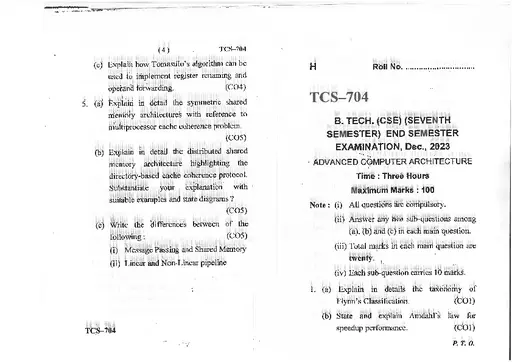 ( 4 ) TCS–704
(c) Explain how Tomasulo's algorithm can be
used to implement register renaming and
operand forwarding. (CO4)
5. (a) Explain in detail the symmetric shared
memory architectures with reference to
multiprocessor cache coherence problem.
(CO5)
(b) Explain in detail the distributed shared
memory architecture highlighting the
directory-based cache coherence protocol.
Substantiate your explanation with
suitable examples and state diagrams ?
(CO5)
(c) Write the differences between of the
following : (CO5)
(i) Message Passing and Shared Memory
(ii) Linear and Non-Linear pipeline
TCS–704
H Roll No. ..............................
TCS–704
B. TECH. (CSE) (SEVENTH
SEMESTER) END SEMESTER
EXAMINATION, Dec., 2023
ADVANCED COMPUTER ARCHITECTURE
Time : Three Hours
Maximum Marks : 100
Note : (i) All questions are compulsory.
(ii) Answer any two sub-questions among
(a), (b) and (c) in each main question.
(iii) Total marks in each main question are
twenty.
(iv) Each sub-question carries 10 marks.
1. (a) Explain in details the taxonomy of
Flynn's Classification. (CO1)
(b) State and explain Amdahl's law for
speedup performance. (CO1)
P. T. O.